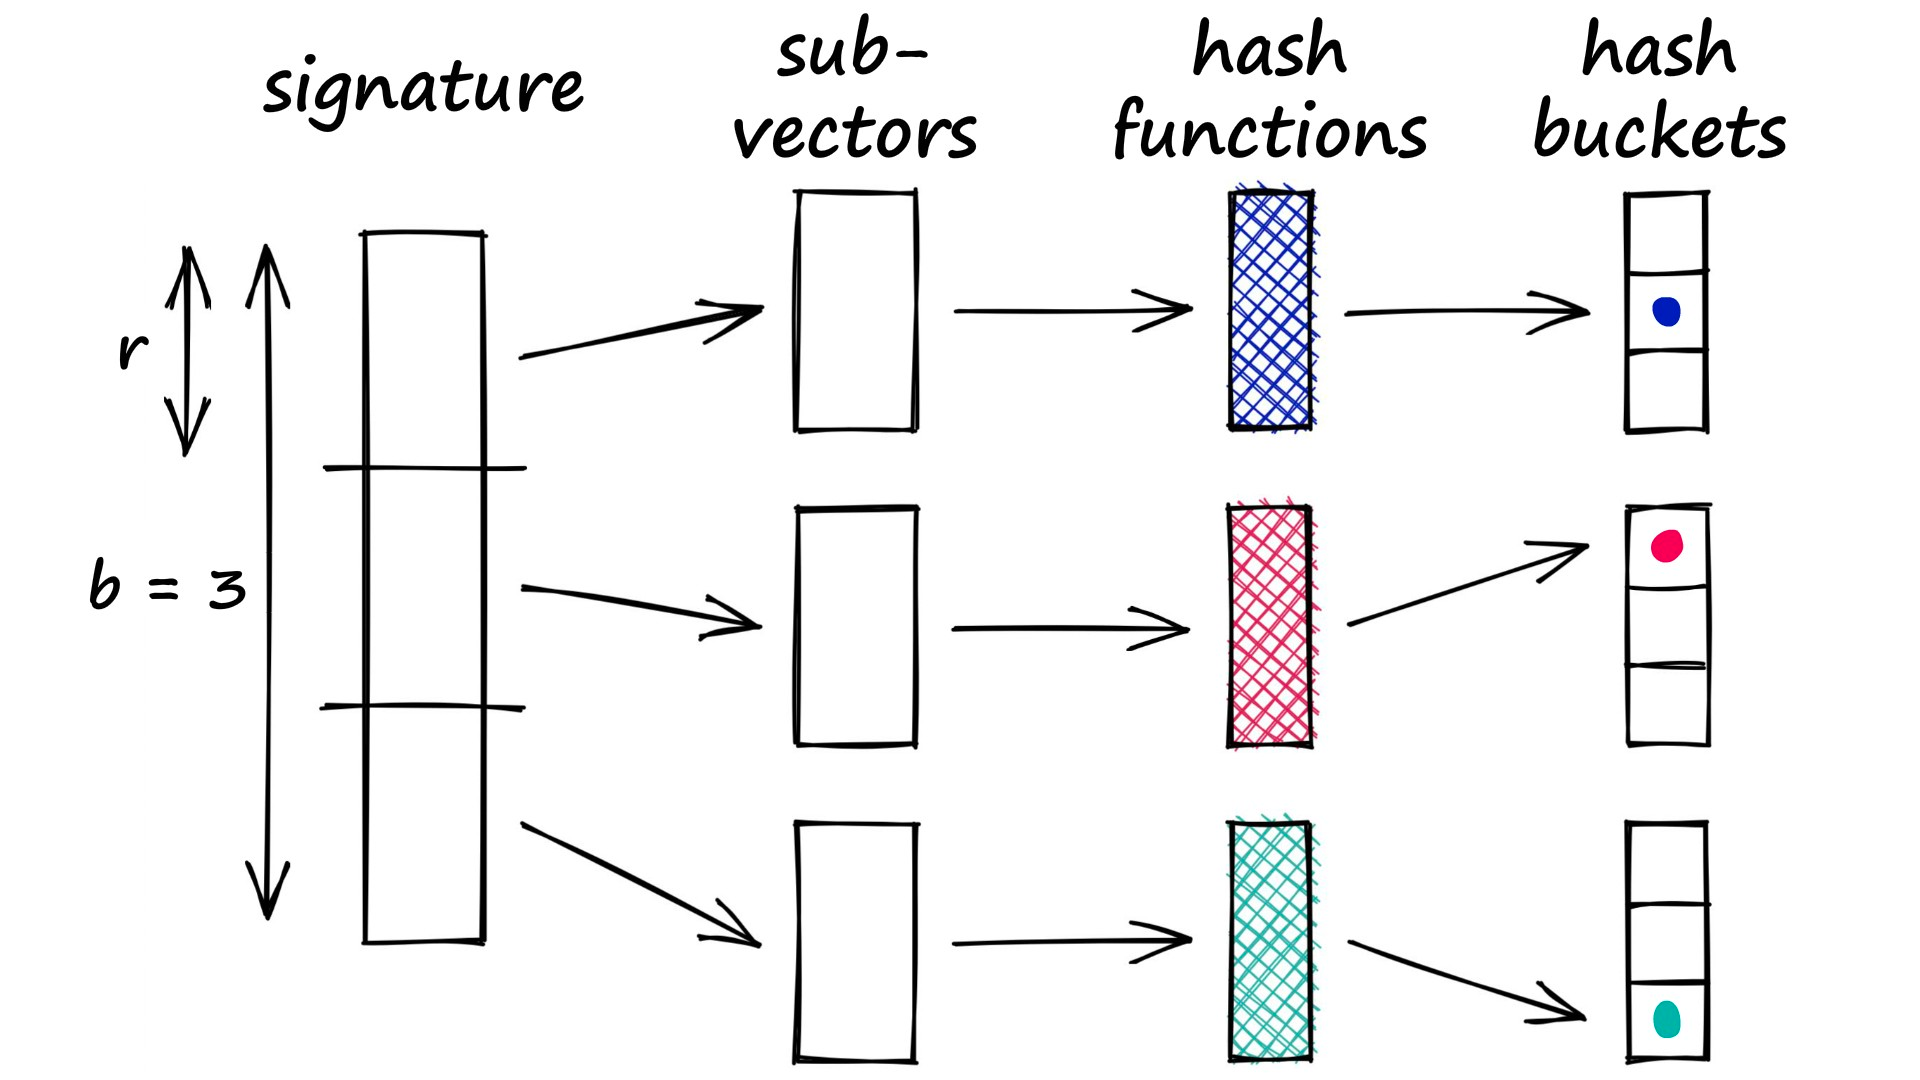 signature
sub-
vectors
hash
functions
hash
buckets
r
b = 3